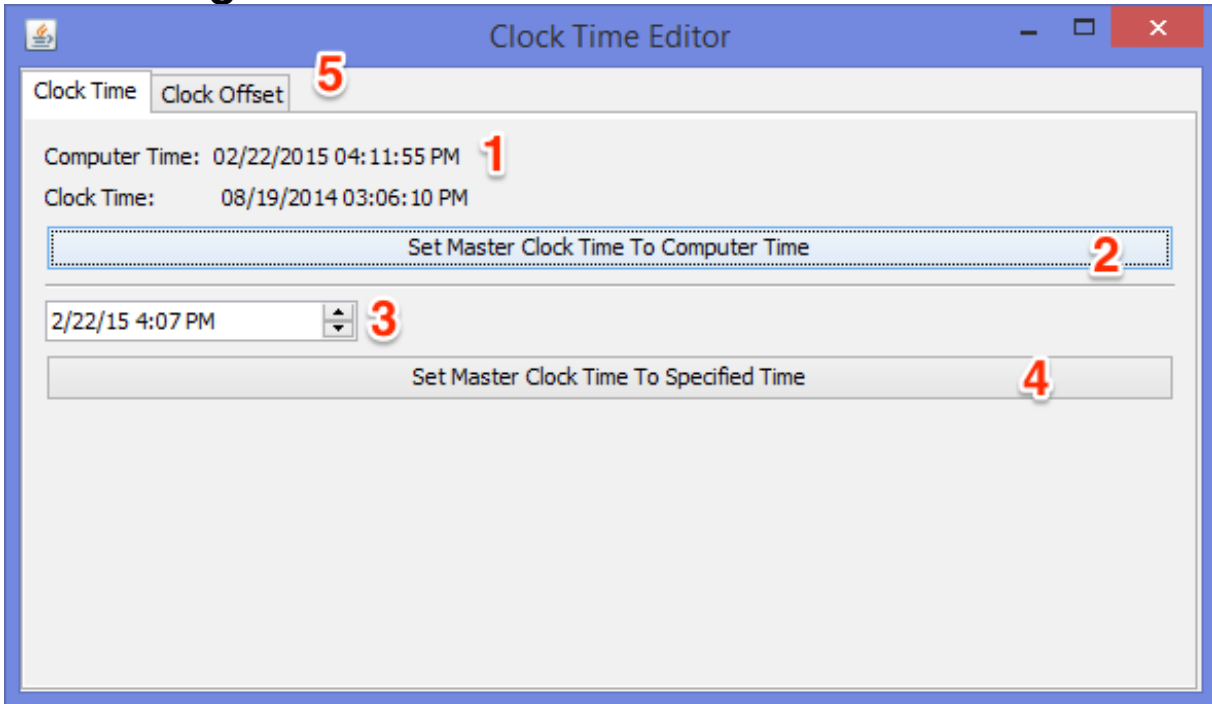 Clock Time Editor
Clock Time Clock Offset 5
Computer Time: 02/22/2015 04:11:55 PM 1
Clock Time: 08/19/2014 03:06:10 PM
Set Master Clock Time To Computer Time 2
2/22/15 4:07 PM 3
Set Master Clock Time To Specified Time 4